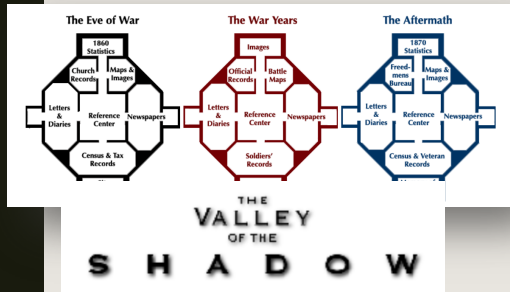 The Eve of War
1860
Statistics
Church
Records
Maps &
Images
Letters
&
Diaries
Reference
Center
Newspapers
Census & Tax
Records
The War Years
Images
Official
Records
Battle
Maps
Letters
&
Diaries
Reference
Center
Newspapers
Soldiers'
Records
The Aftermath
1870
Statistics
Freed-
mens
Bureau
Maps &
Images
Letters
&
Diaries
Reference
Center
Newspapers
Census & Veteran
Records
THE
VALLEY
OF THE
SHADOW